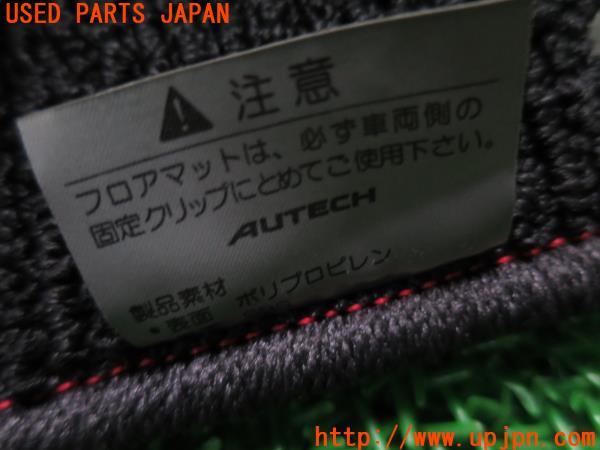 USED PARTS JAPAN
注意
フロアマットは、必ず車両側の
固定クリップにとめてご使用下さい。
AUTECH
製品素材
・表面 ポリプロピレン
http://www.upjpn.com